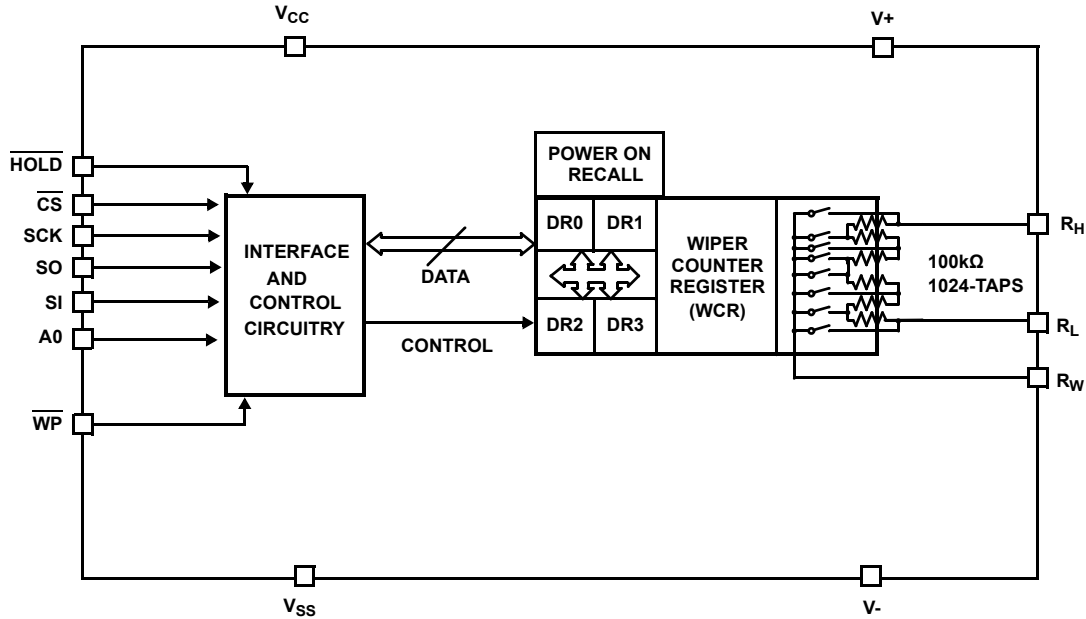 VCC
V+
HOLD
CS
SCK
SO
SI
A0
WP
INTERFACE
AND
CONTROL
CIRCUITRY
DATA
CONTROL
POWER ON
RECALL
DR0 DR1
DR2 DR3
WIPER
COUNTER
REGISTER
(WCR)
100kΩ
1024-TAPS
RH
RL
RW
VSS
V-